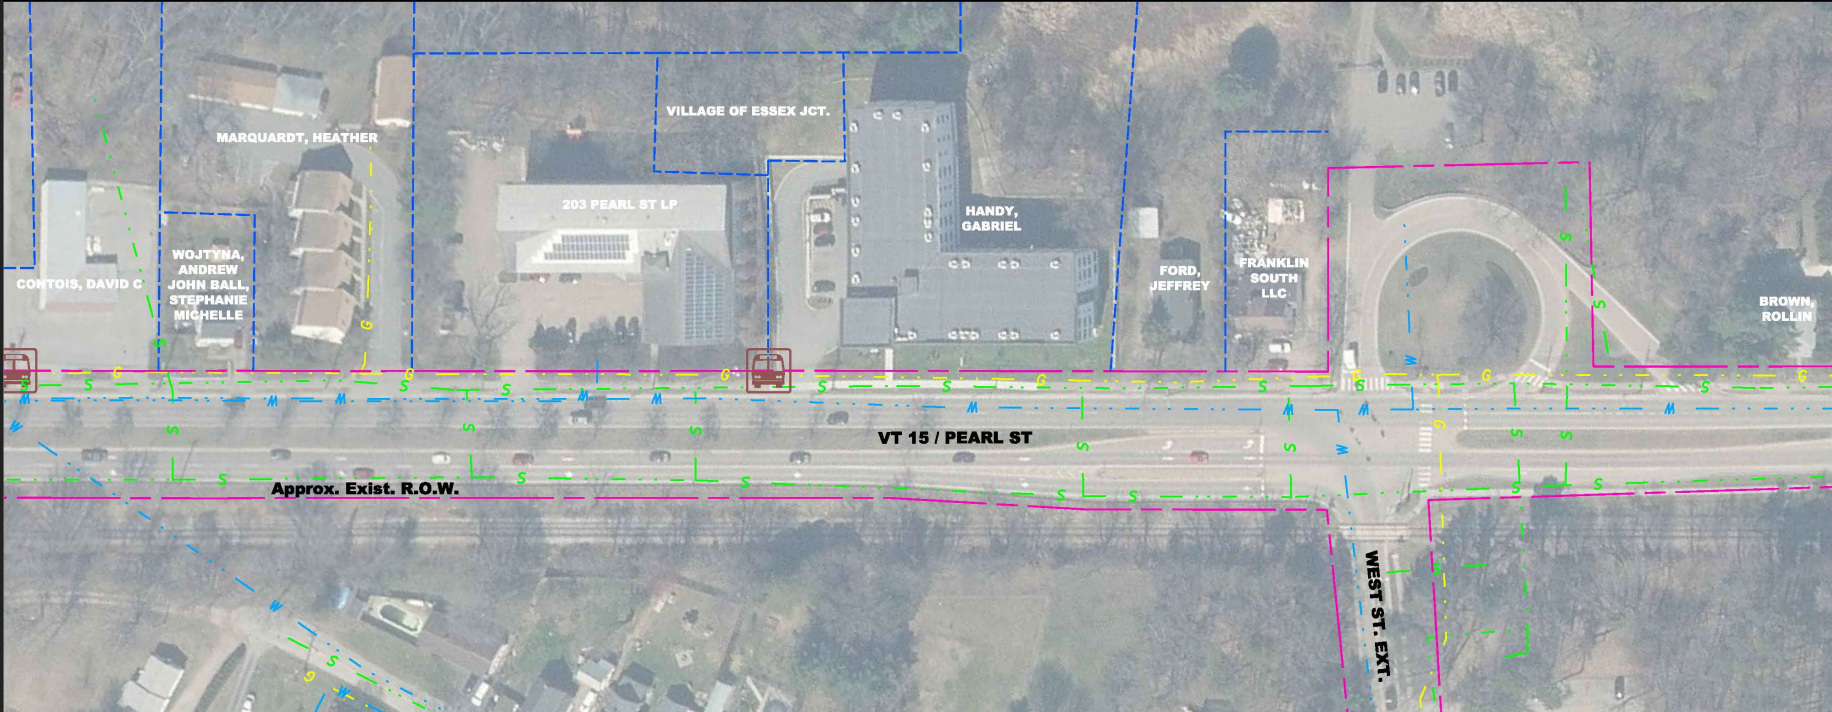 VILLAGE OF ESSEX JCT.
MARQUARDT, HEATHER
203 PEARL ST LP
HANDY,
GABRIEL
WOJTYNA,
ANDREW
JOHN BALL,
STEPHANIE
MICHELLE
CONTOIS, DAVID C
FORD,
JEFFREY
FRANKLIN
SOUTH
LLC
BROWN,
ROLLIN
S S
G
S
G G G G G G G
S S S S S S S S S
W W W W W W W W W
W
W
S S S S S S S
G
W
VT 15 / PEARL ST
S S S S S S S
Approx. Exist. R.O.W.
WEST ST. EXT.
S
W
S
G
W